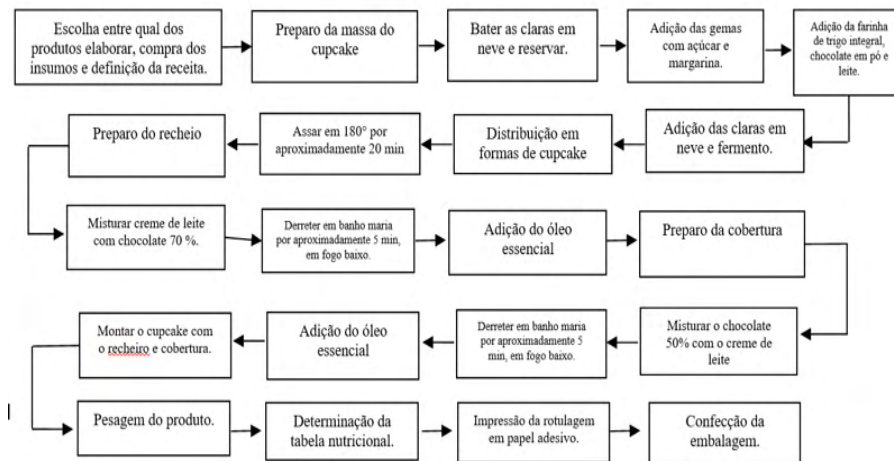 Escolha entre qual dos
produtos elaborar, compra dos
insumos e definição da receita.
Preparo da massa do
cupcake
Bater as claras em
neve e reservar.
Adição das gemas
com açúcar e
margarina.
Adição da farinha
de trigo integral,
chocolate em pó e
leite.
Adição das claras em
neve e fermento.
Distribuição em
formas de cupcake
Assar em 180° por
aproximadamente 20 min
Preparo do recheio
Misturar creme de leite
com chocolate 70 %.
Derreter em banho maria
por aproximadamente 5 min,
em fogo baixo.
Adição do óleo
essencial
Preparo da cobertura
Misturar o chocolate
50% com o creme de
leite
Derreter em banho maria
por aproximadamente 5
min, em fogo baixo.
Adição do óleo
essencial
Montar o cupcake com
o recheiro e cobertura.
Pesagem do produto.
Determinação da
tabela nutricional.
Impressão da rotulagem
em papel adesivo.
Confecção da
embalagem.